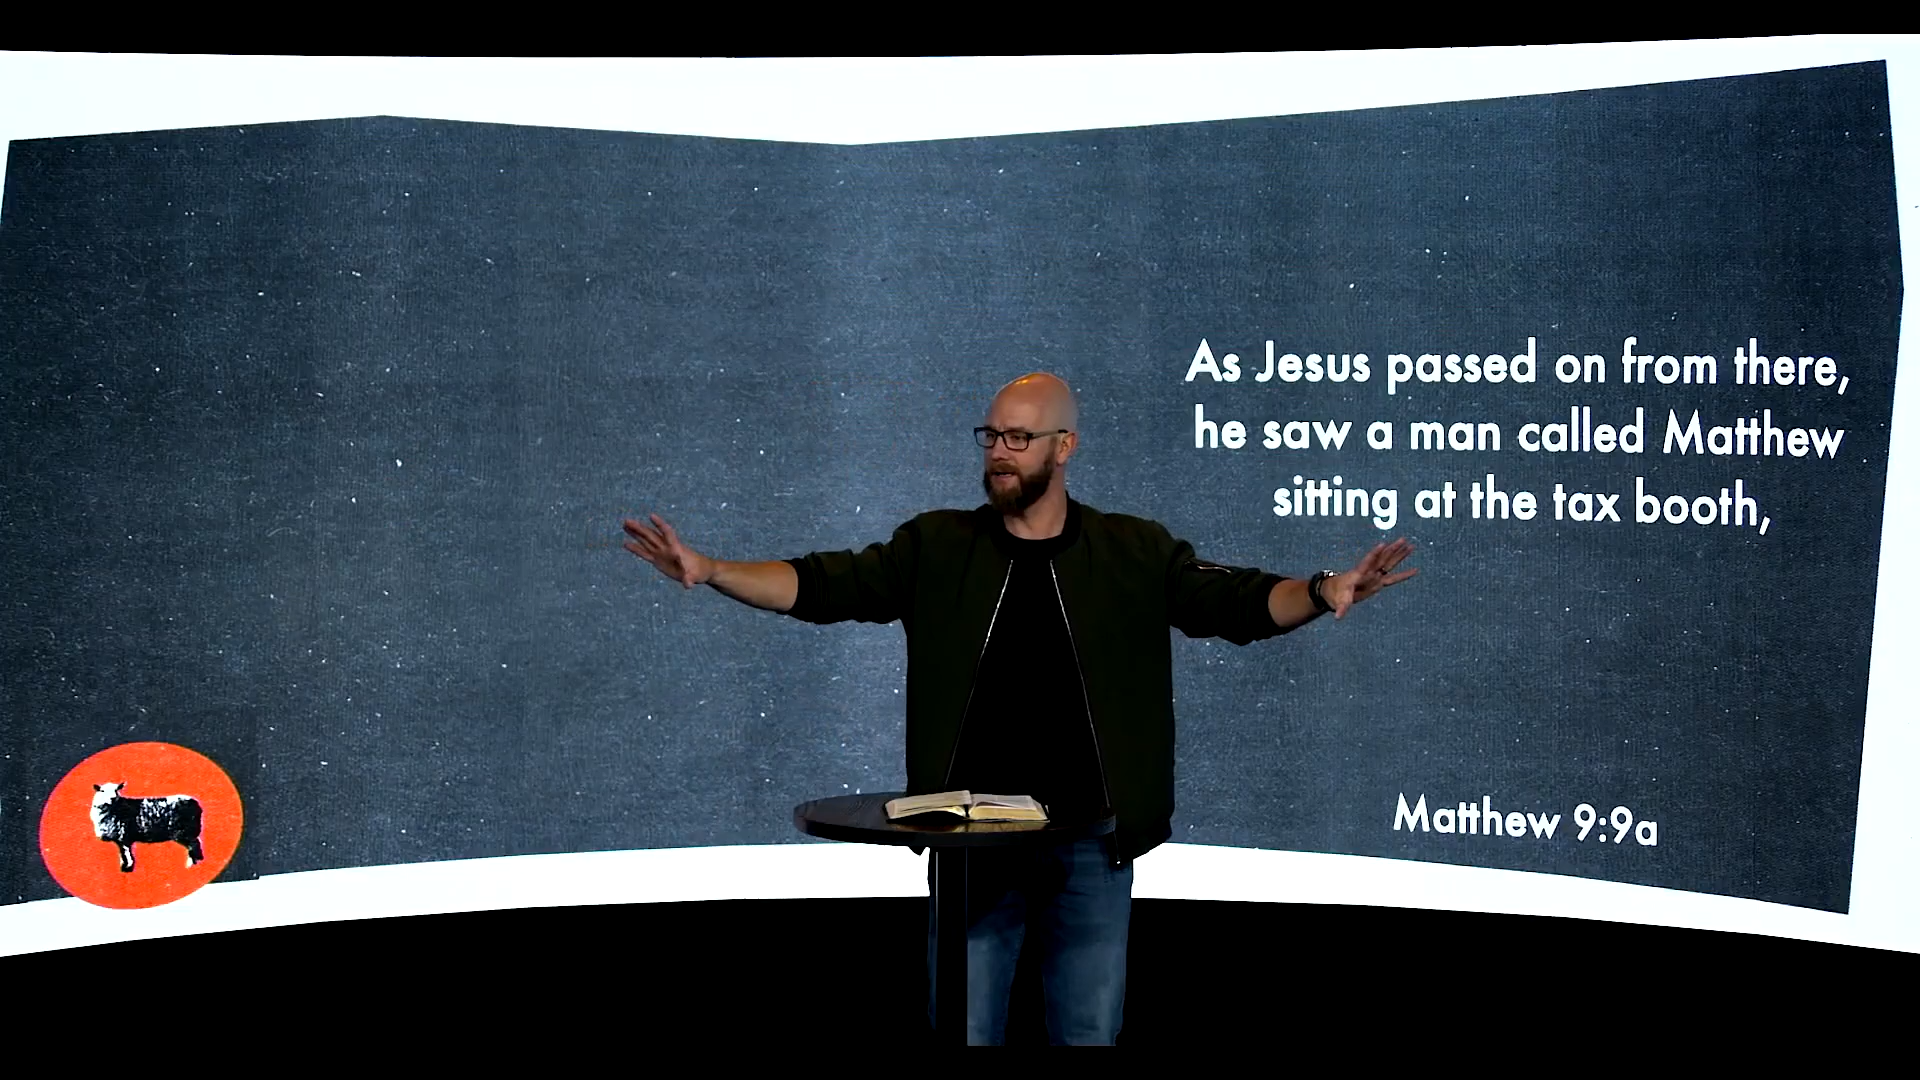 As Jesus passed on from there,
he saw a man called Matthew
sitting at the tax booth,
Matthew 9:9a